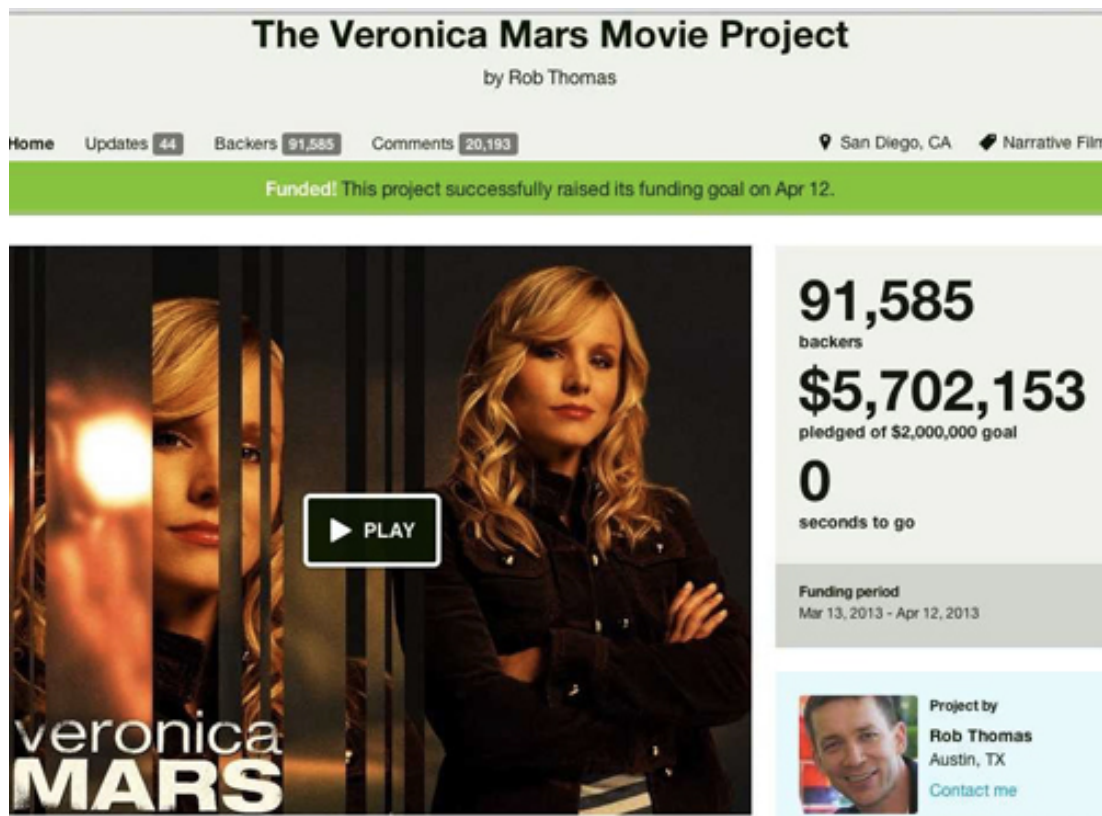 The Veronica Mars Movie Project
by Rob Thomas
Home Updates 44 Backers 91,585 Comments 20,193 San Diego, CA Narrative Film
Funded! This project successfully raised its funding goal on Apr 12.
91,585
backers
$5,702,153
pledged of $2,000,000 goal
0
seconds to go
PLAY
Funding period
Mar 13, 2013 - Apr 12, 2013
veronica
MARS
Project by
Rob Thomas
Austin, TX
Contact me